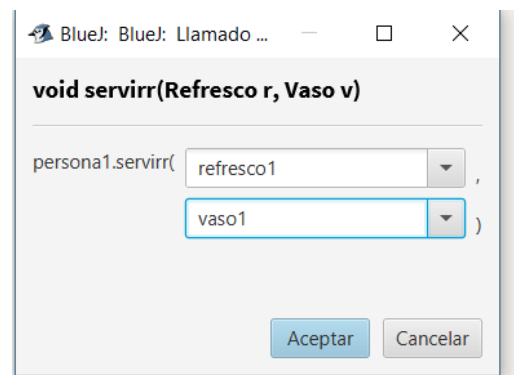 BlueJ: BlueJ: Llamado ...
void servirr(Refresco r, Vaso v)
persona1.servirr( refresco1 ,
vaso1 )
Aceptar Cancelar